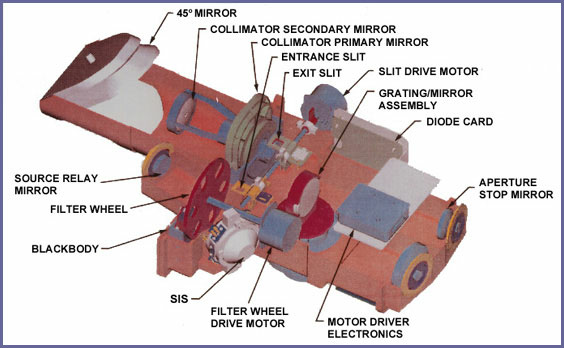 45º MIRROR
COLLIMATOR SECONDARY MIRROR
COLLIMATOR PRIMARY MIRROR
ENTRANCE SLIT
EXIT SLIT
SLIT DRIVE MOTOR
GRATING/MIRROR
ASSEMBLY
DIODE CARD
SOURCE RELAY
MIRROR
FILTER WHEEL
APERTURE
STOP MIRROR
BLACKBODY
SIS
FILTER WHEEL
DRIVE MOTOR
MOTOR DRIVER
ELECTRONICS